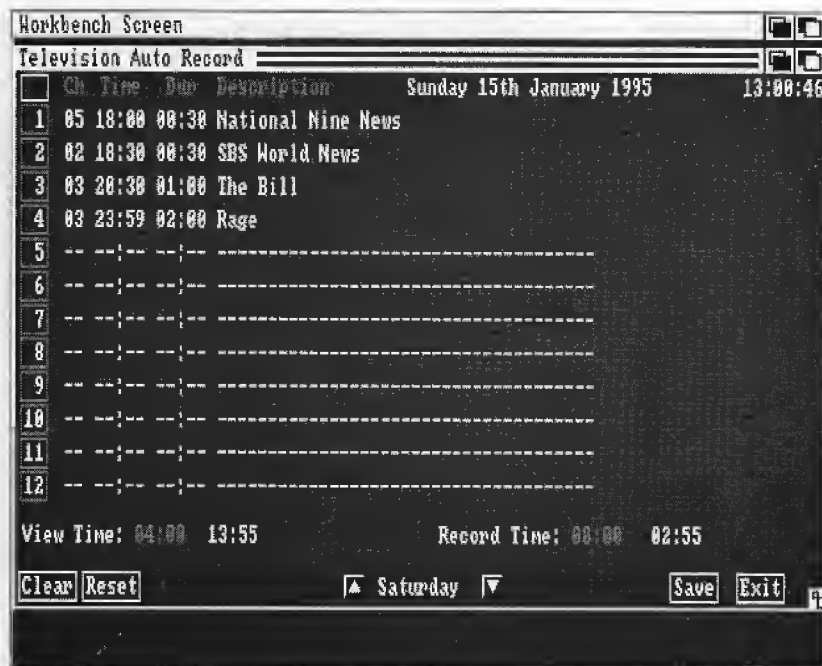 Workbench Screen
Television Auto Record
Ch Time Dur Description Sunday 15th January 1995 13:00:46
1 05 18:00 00:30 National Nine News
2 02 18:30 00:30 SBS World News
3 03 20:30 01:00 The Bill
4 03 23:59 02:00 Rage
5 -- --:-- --:-- -----------------------------------
6 -- --:-- --:-- -----------------------------------
7 -- --:-- --:-- -----------------------------------
8 -- --:-- --:-- -----------------------------------
9 -- --:-- --:-- -----------------------------------
10 -- --:-- --:-- -----------------------------------
11 -- --:-- --:-- -----------------------------------
12 -- --:-- --:-- -----------------------------------
View Time: 04:00 13:55 Record Time: 00:00 02:55
Clear Reset Saturday Save Exit